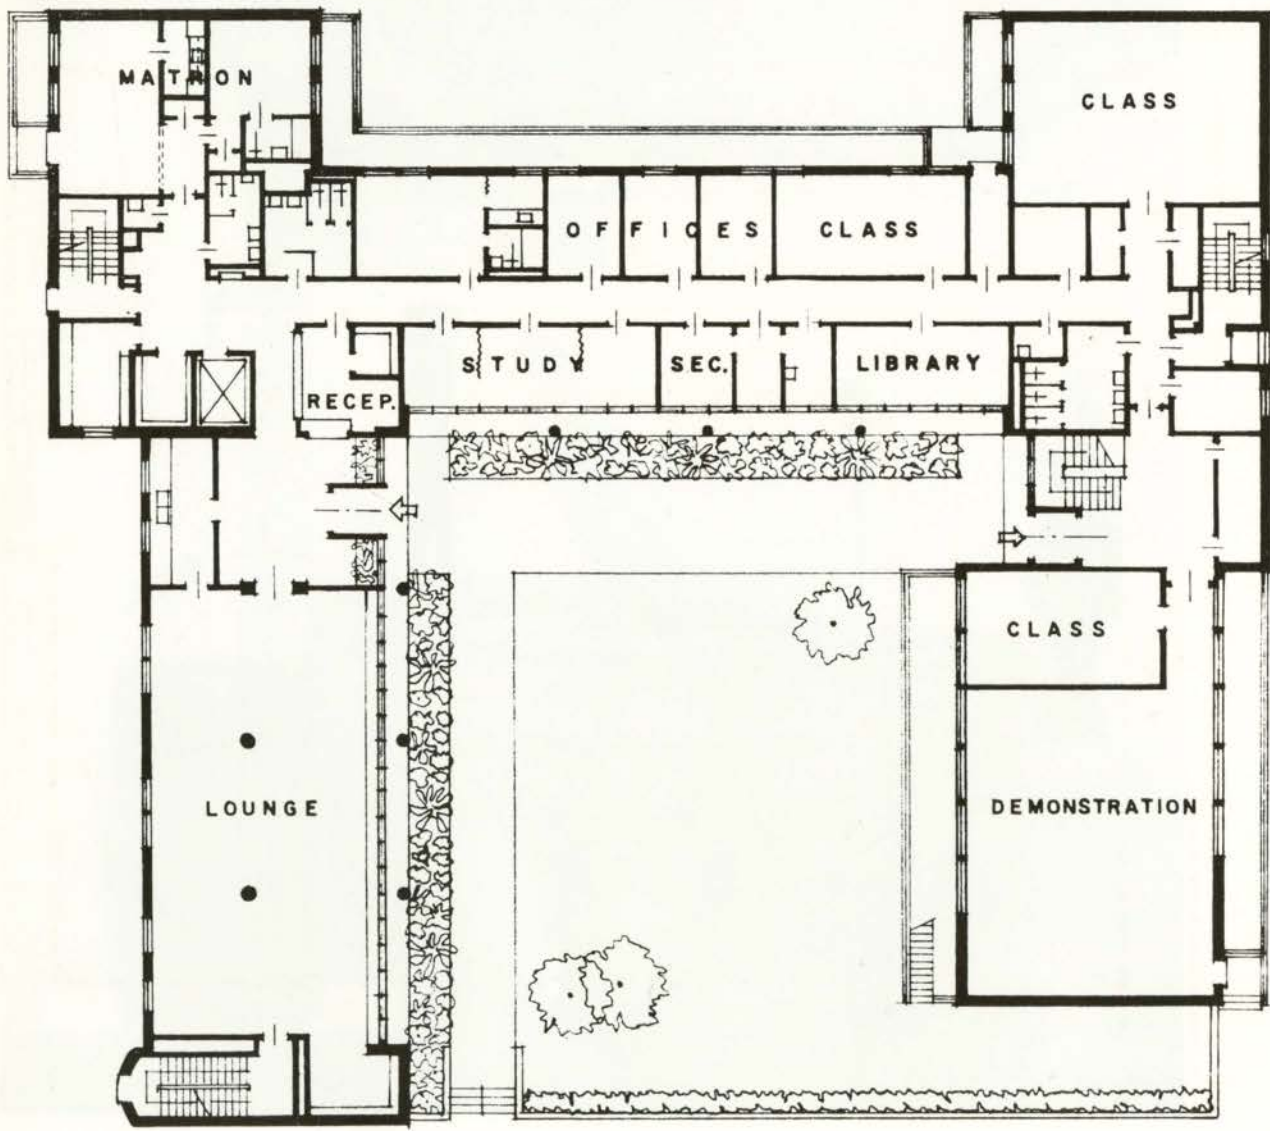 MATRON
CLASS
OFFICES
CLASS
STUDY
SEC.
LIBRARY
RECEP.
CLASS
LOUNGE
DEMONSTRATION